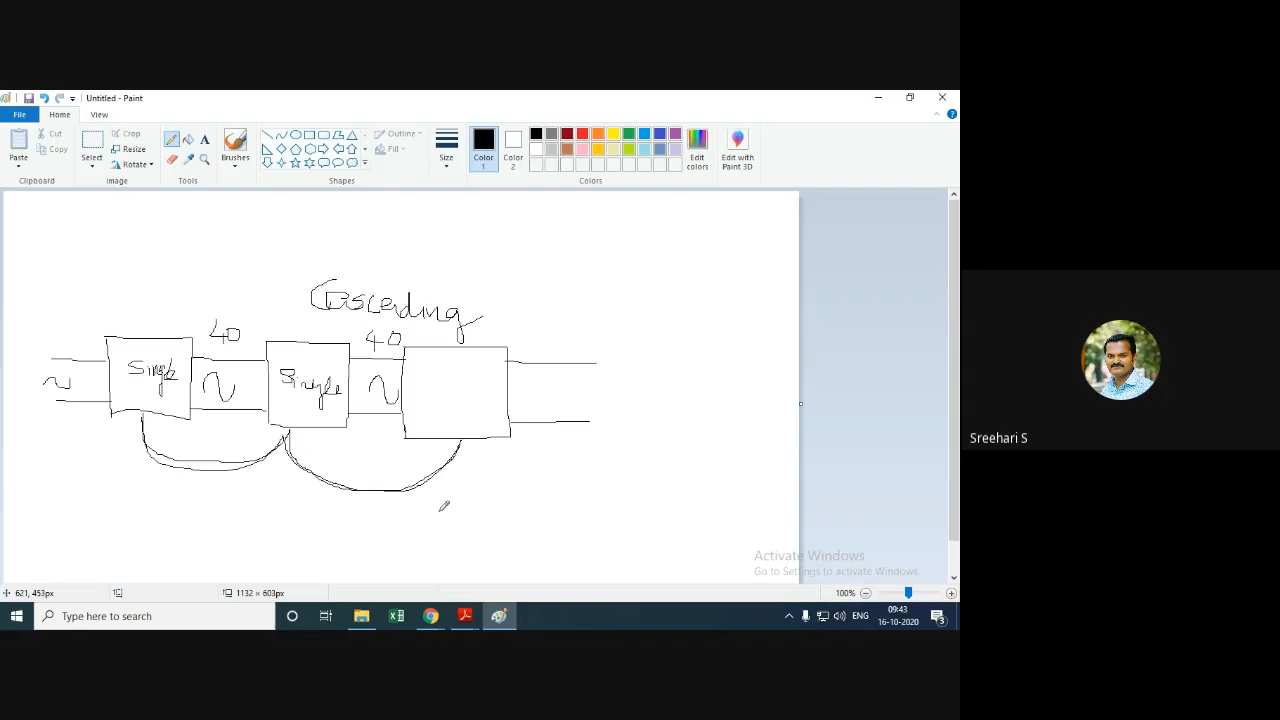 Untitled - Paint
File Home View
Paste
Cut
Copy
Clipboard
Select
Crop
Resize
Rotate
Image
Tools
Brushes
Shapes
Outline
Fill
Size
Color 1
Color 2
Edit colors
Colors
Edit with Paint 3D
Cascading
40
40
Single
Single
Sreehari S
Activate Windows
Go to Settings to activate Windows.
621, 453px
1132 × 603px
100%
Type here to search
ENG
09:43
16-10-2020
3